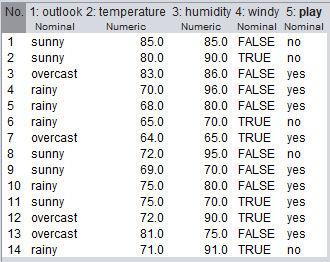 No. 1: outlook 2: temperature 3: humidity 4: windy 5: play
Nominal Numeric Numeric Nominal Nominal
1 sunny 85.0 85.0 FALSE no
2 sunny 80.0 90.0 TRUE no
3 overcast 83.0 86.0 FALSE yes
4 rainy 70.0 96.0 FALSE yes
5 rainy 68.0 80.0 FALSE yes
6 rainy 65.0 70.0 TRUE no
7 overcast 64.0 65.0 TRUE yes
8 sunny 72.0 95.0 FALSE no
9 sunny 69.0 70.0 FALSE yes
10 rainy 75.0 80.0 FALSE yes
11 sunny 75.0 70.0 TRUE yes
12 overcast 72.0 90.0 TRUE yes
13 overcast 81.0 75.0 FALSE yes
14 rainy 71.0 91.0 TRUE no